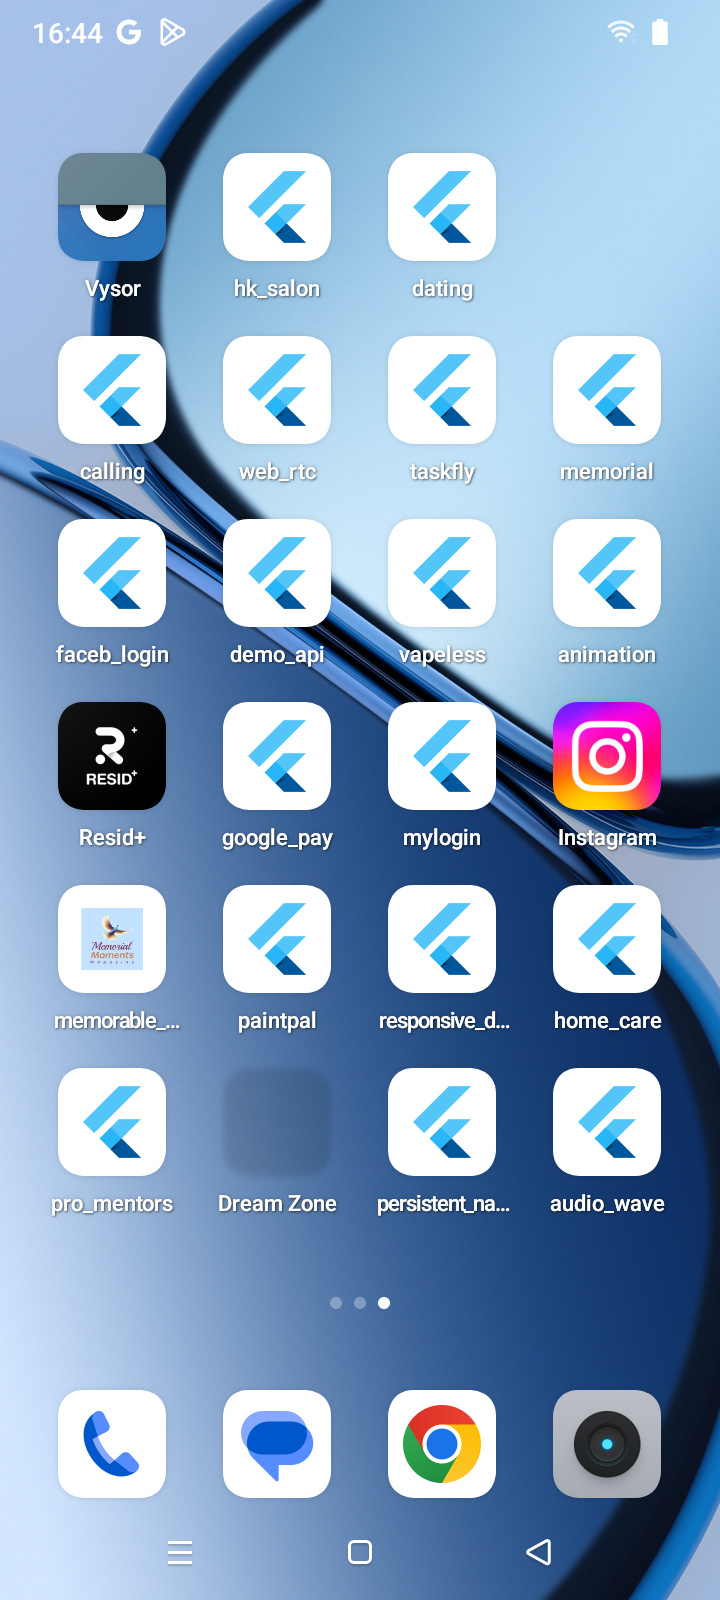 16:44
Vysor
hk_salon
dating
calling
web_rtc
taskfly
memorial
faceb_login
demo_api
vapeless
animation
RESID+
Resid+
google_pay
mylogin
Instagram
Memorial
Moments
Magazine
memorable_...
paintpal
responsive_d...
home_care
pro_mentors
Dream Zone
persistent_na...
audio_wave